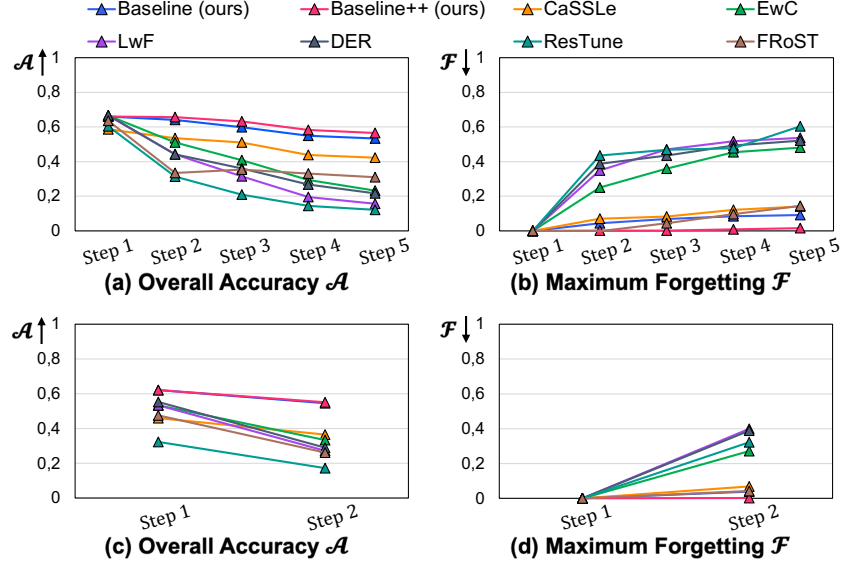 Baseline (ours) Baseline++ (ours) CaSSLe EwC
LwF DER ResTune FRoST
𝓐↑ 1
0,8
0,6
0,4
0,2
0
Step 1 Step 2 Step 3 Step 4 Step 5
(a) Overall Accuracy 𝓐
𝓕↓ 1
0,8
0,6
0,4
0,2
0
Step 1 Step 2 Step 3 Step 4 Step 5
(b) Maximum Forgetting 𝓕
𝓐↑ 1
0,8
0,6
0,4
0,2
0
Step 1 Step 2
(c) Overall Accuracy 𝓐
𝓕↓ 1
0,8
0,6
0,4
0,2
0
Step 1 Step 2
(d) Maximum Forgetting 𝓕